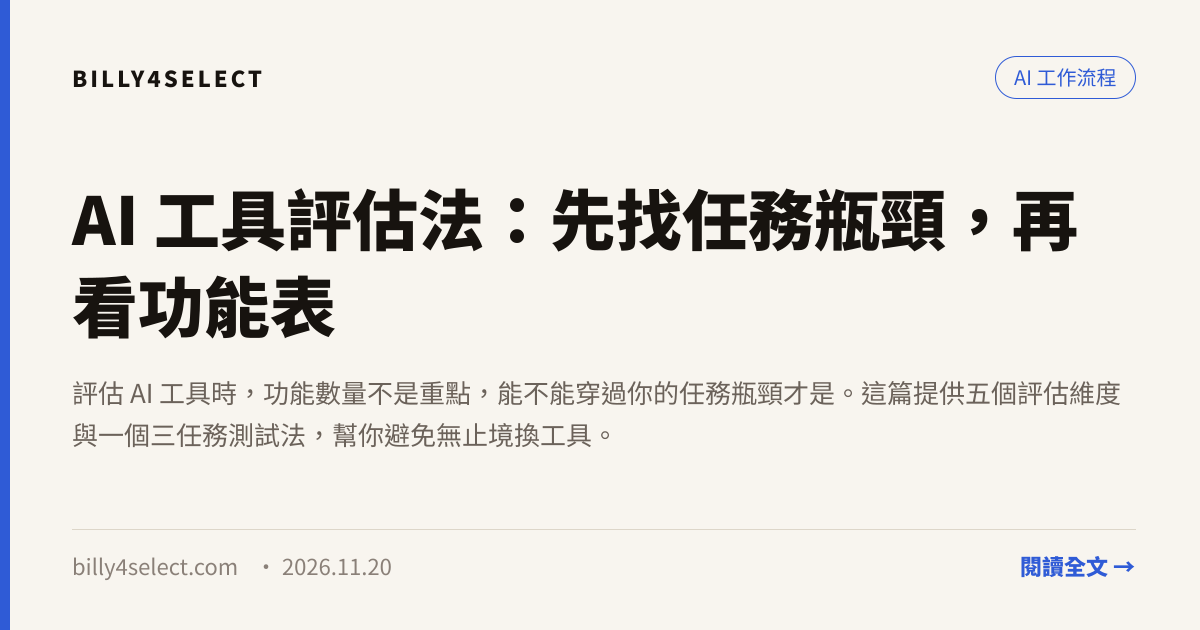 BILLY4SELECT
AI 工作流程
AI 工具評估法：先找任務瓶頸，再
看功能表
評估 AI 工具時，功能數量不是重點，能不能穿過你的任務瓶頸才是。這篇提供五個評估維度
與一個三任務測試法，幫你避免無止境換工具。
billy4select.com ・ 2026.11.20
閱讀全文 →